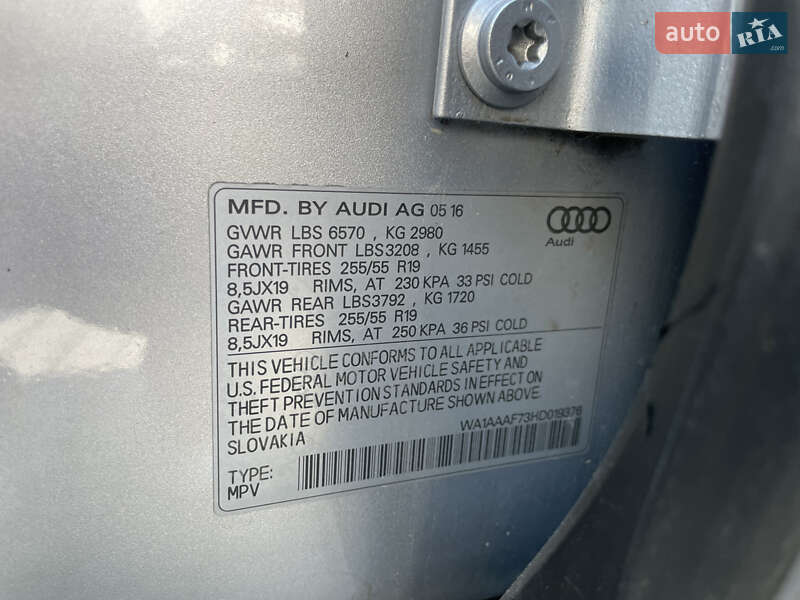 auto RIA.com
MFD. BY AUDI AG 05 16
Audi
GVWR LBS 6570 , KG 2980
GAWR FRONT LBS3208 , KG 1455
FRONT-TIRES 255/55 R19
8,5JX19 RIMS, AT 230 KPA 33 PSI COLD
GAWR REAR LBS3792 , KG 1720
REAR-TIRES 255/55 R19
8,5JX19 RIMS, AT 250 KPA 36 PSI COLD
THIS VEHICLE CONFORMS TO ALL APPLICABLE
U.S. FEDERAL MOTOR VEHICLE SAFETY AND
THEFT PREVENTION STANDARDS IN EFFECT ON
THE DATE OF MANUFACTURE SHOWN ABOVE.
SLOVAKIA
WA1AAAF73HD019376
TYPE:
MPV